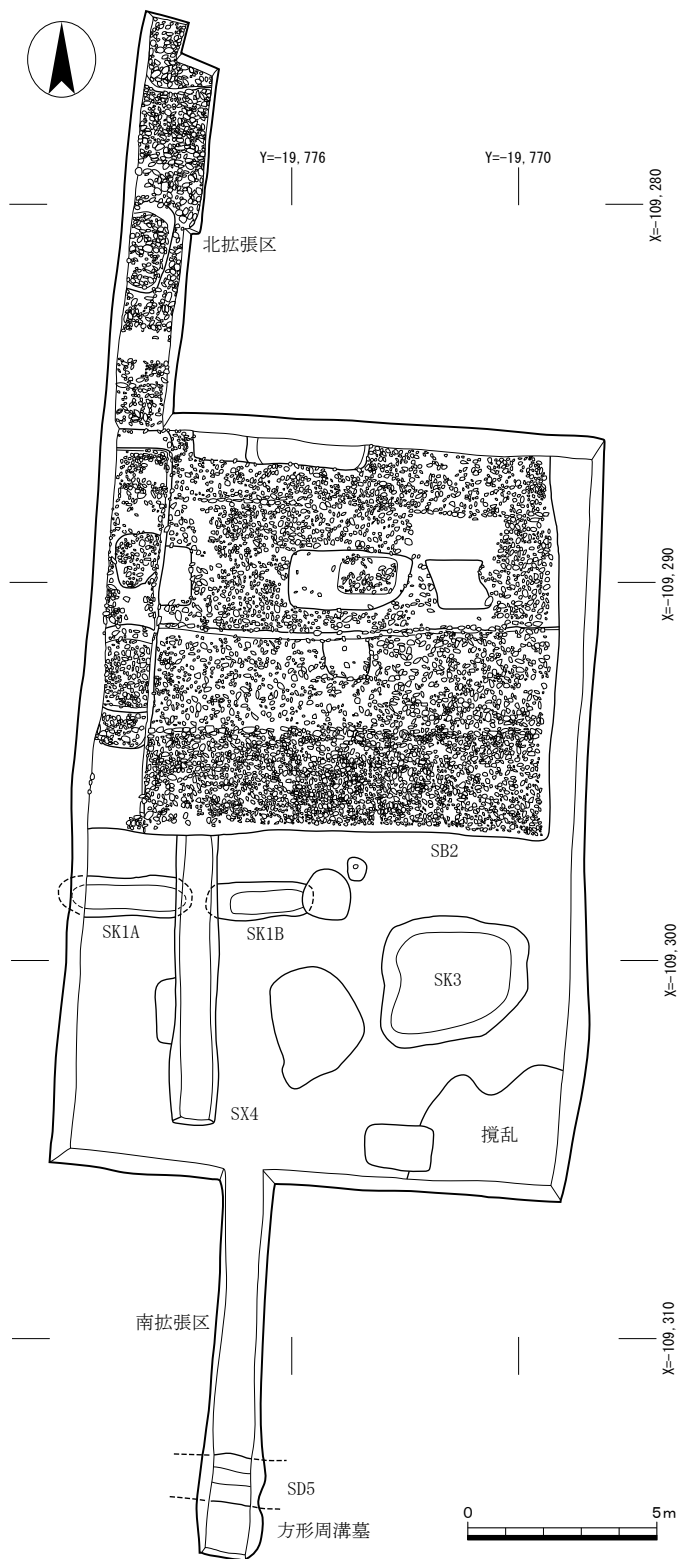 Y=-19,776
Y=-19,770
X=-109,280
北拡張区
X=-109,290
SB2
SK1A
SK1B
SK3
X=-109,300
SX4
撹乱
南拡張区
X=-109,310
SD5
方形周溝墓
0
5m